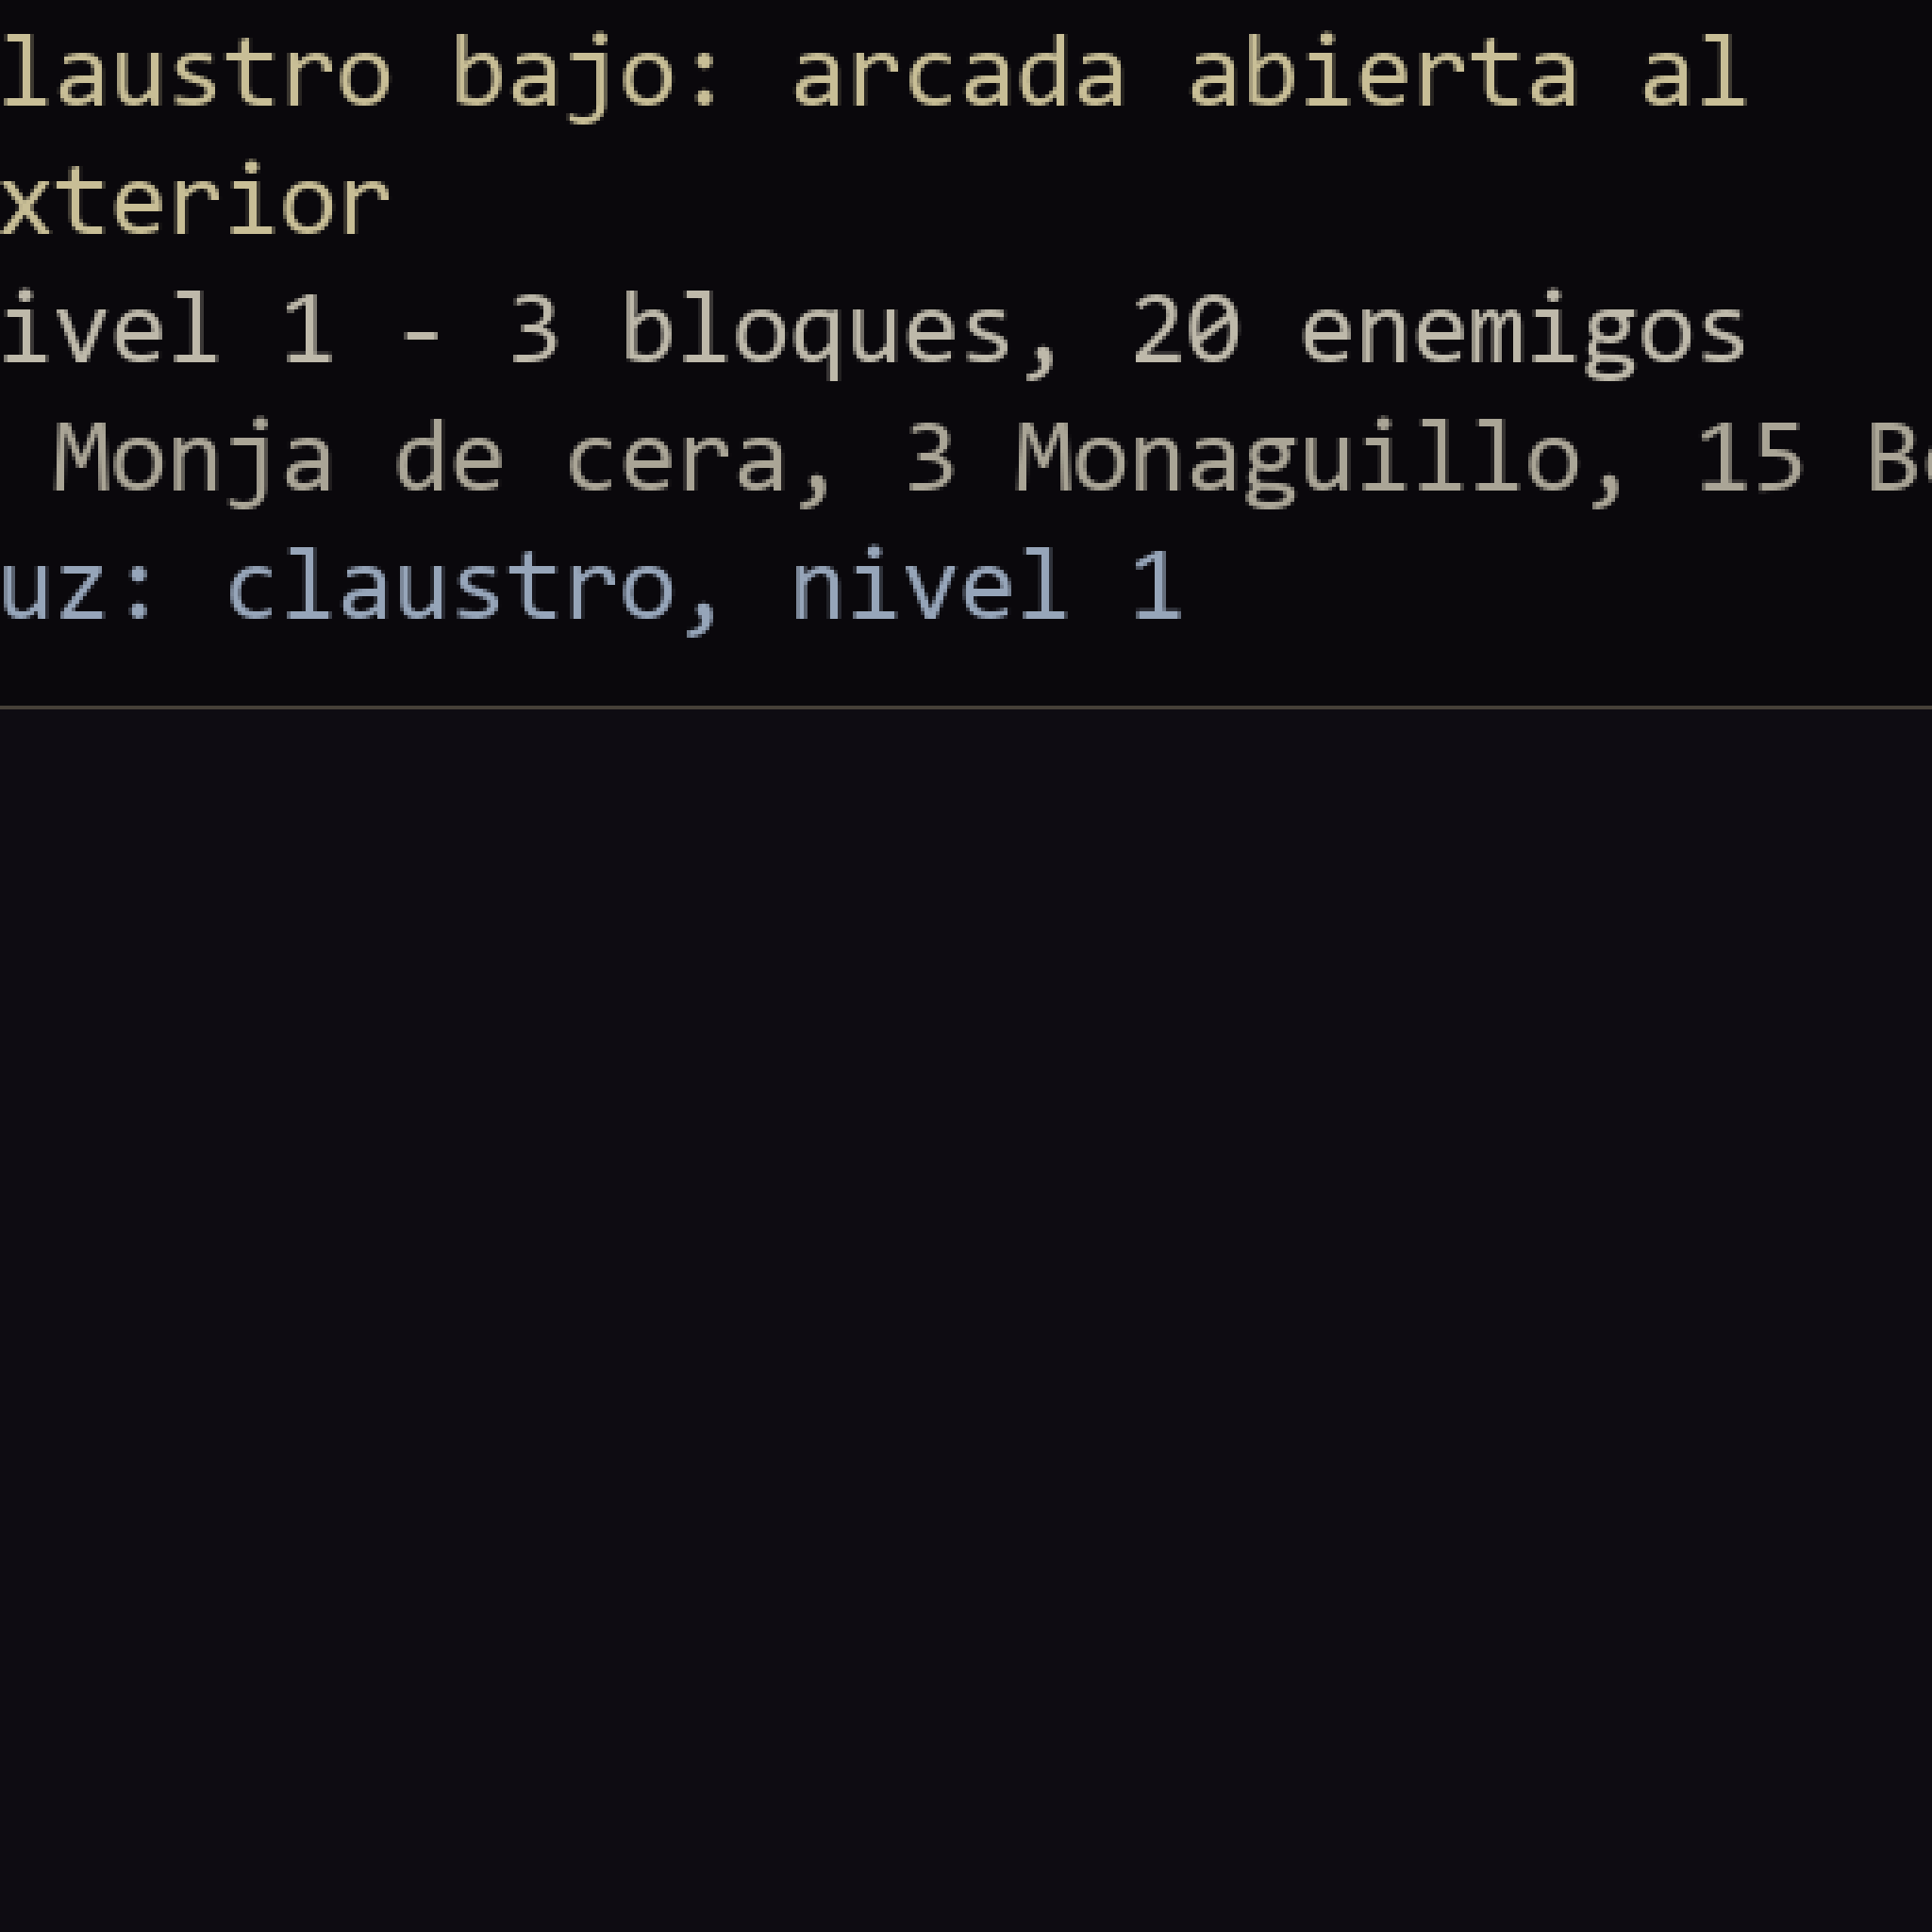 laustro bajo: arcada abierta al
xterior
ivel 1 - 3 bloques, 20 enemigos
Monja de cera, 3 Monaguillo, 15
uz: claustro, nivel 1